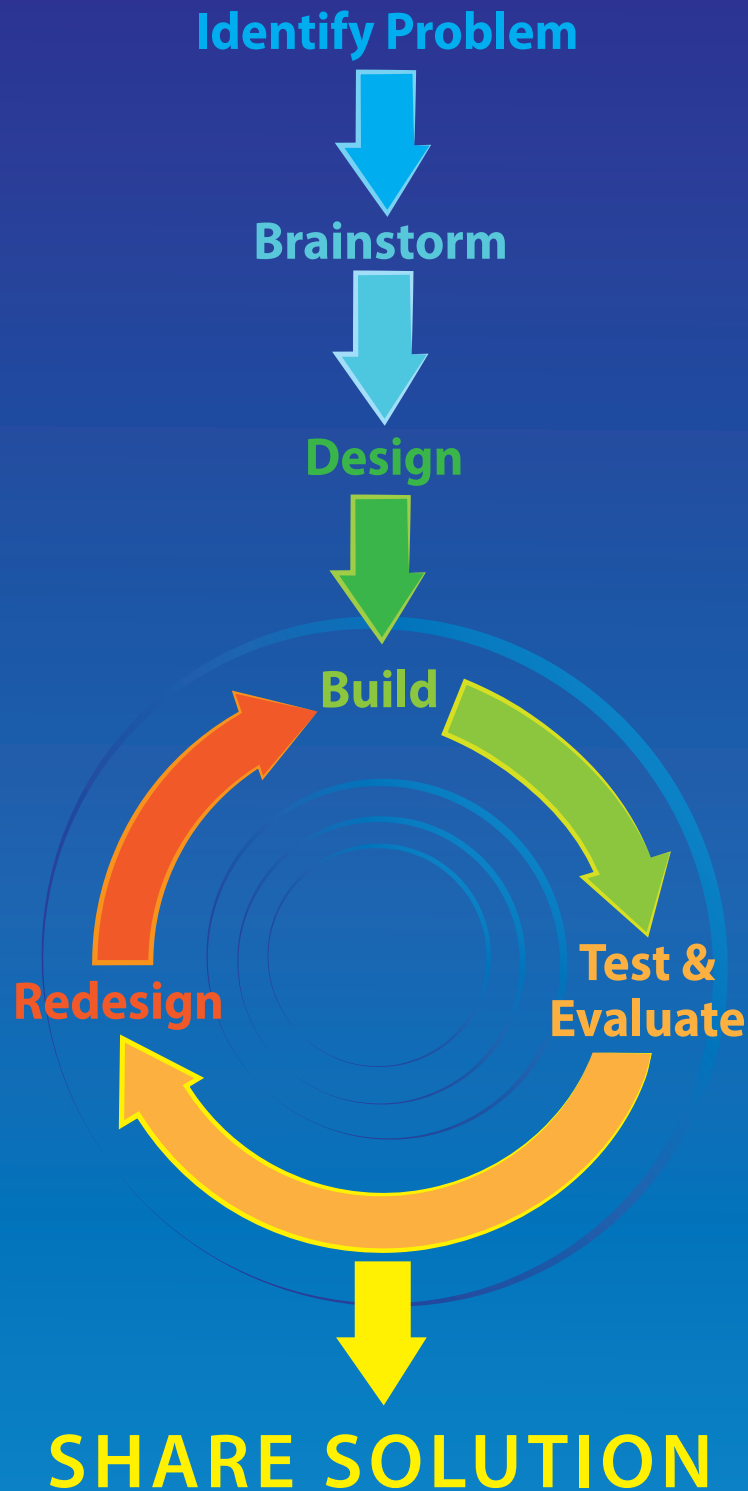 Identify Problem
Brainstorm
Design
Build
Test &
Evaluate
Redesign
SHARE SOLUTION